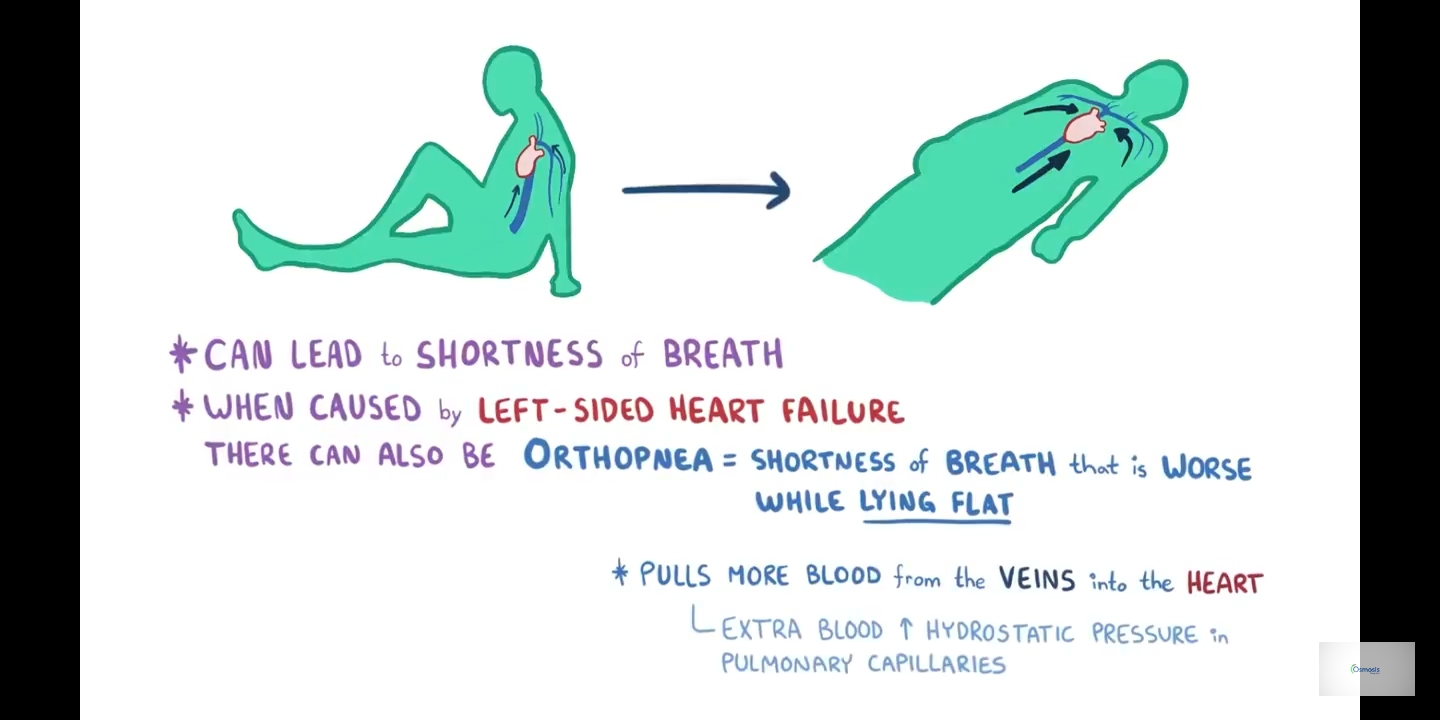 * CAN LEAD to SHORTNESS of BREATH
* WHEN CAUSED by LEFT-SIDED HEART FAILURE
THERE CAN ALSO BE ORTHOPNEA = SHORTNESS of BREATH that is WORSE
WHILE LYING FLAT
* PULLS MORE BLOOD from the VEINS into the HEART
EXTRA BLOOD ↑ HYDROSTATIC PRESSURE in
PULMONARY CAPILLARIES
Osmosis